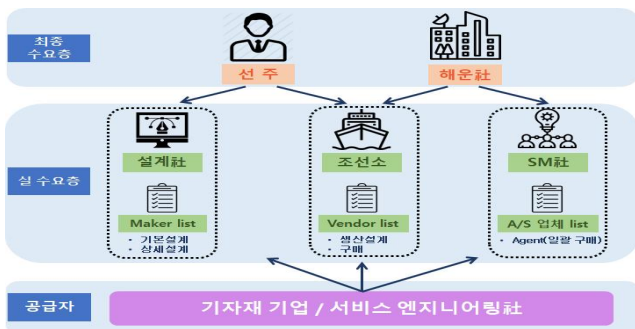 최종
수요층
선 주
해운社
실 수요층
설계社
조선소
SM社
Maker list
• 기본설계
• 상세설계
Vendor list
• 생산설계
• 구매
A/S 업체 list
• Agent(일괄 구매)
공급자
기자재 기업 / 서비스 엔지니어링社